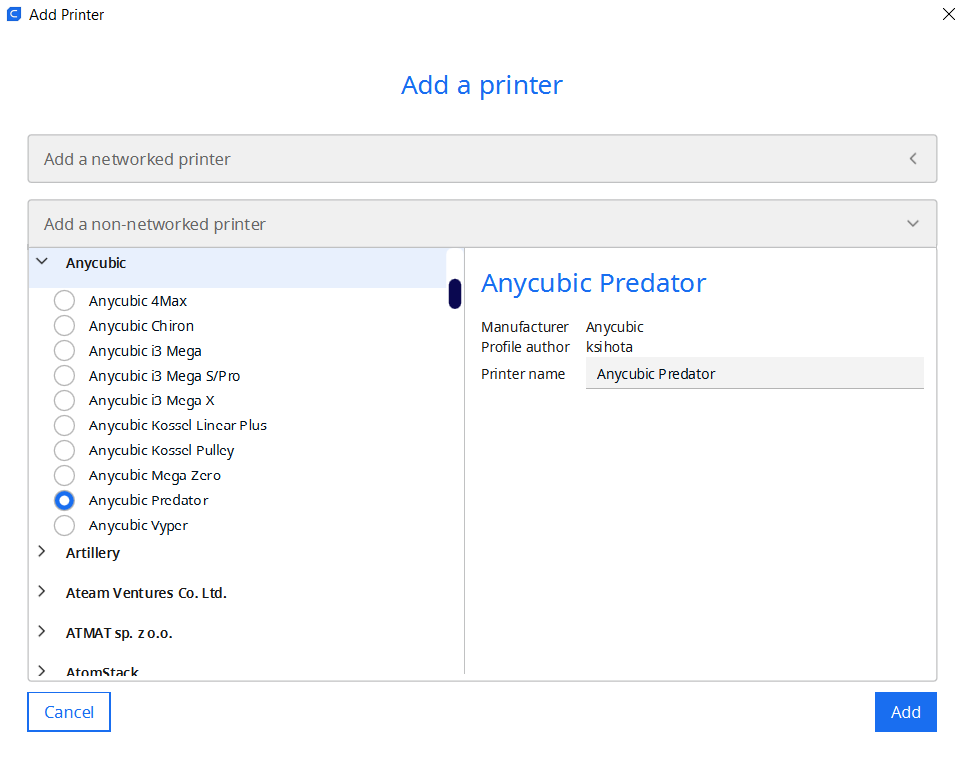 Add Printer
Add a printer
Add a networked printer
Add a non-networked printer
Anycubic
Anycubic 4Max
Anycubic Chiron
Anycubic i3 Mega
Anycubic i3 Mega S/Pro
Anycubic i3 Mega X
Anycubic Kossel Linear Plus
Anycubic Kossel Pulley
Anycubic Mega Zero
Anycubic Predator
Anycubic Vyper
Artillery
Ateam Ventures Co. Ltd.
ATMAT sp. z o.o.
AtomStack
Anycubic Predator
Manufacturer Anycubic
Profile author ksihota
Printer name Anycubic Predator
Cancel
Add